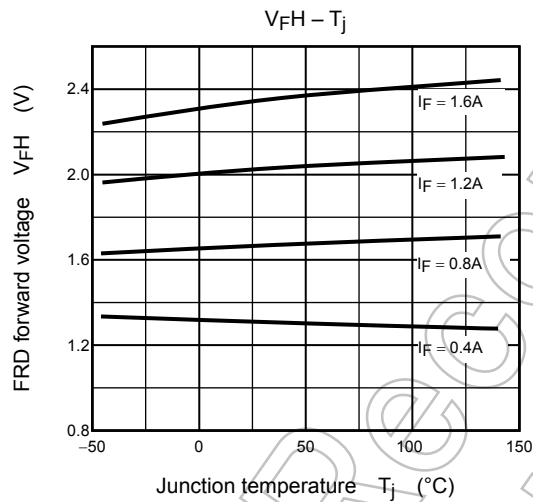 VFH – Tj
FRD forward voltage VFH (V)
2.4
2.0
1.6
1.2
0.8
IF = 1.6A
IF = 1.2A
IF = 0.8A
IF = 0.4A
−50
0
50
100
150
Junction temperature Tj (°C)